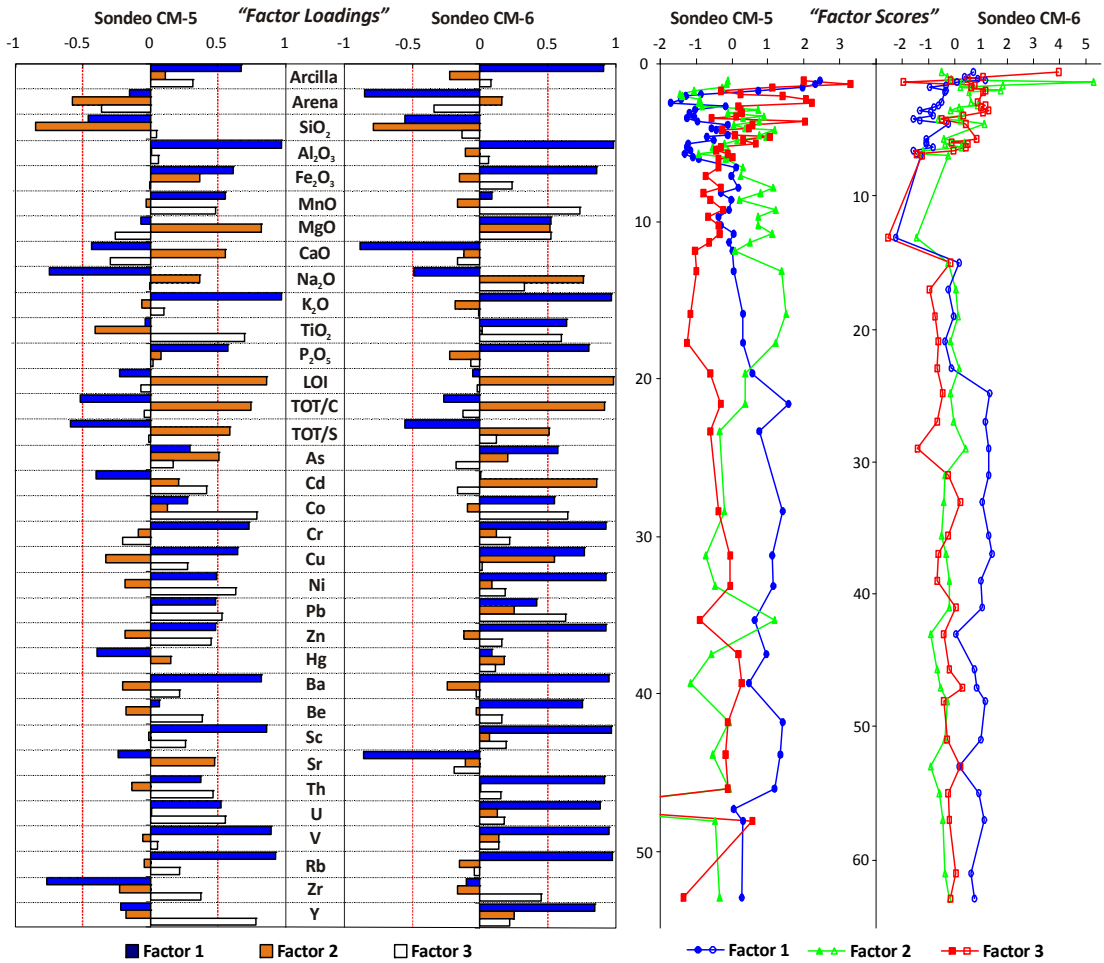 Sondeo CM-5 "Factor Loadings" Sondeo CM-6
-1 -0.5 0 0.5 1 -1 -0.5 0 0.5 1
Arcilla
Arena
SiO₂
Al₂O₃
Fe₂O₃
MnO
MgO
CaO
Na₂O
K₂O
TiO₂
P₂O₅
LOI
TOT/C
TOT/S
As
Cd
Co
Cr
Cu
Ni
Pb
Zn
Hg
Ba
Be
Sc
Sr
Th
U
V
Rb
Zr
Y
Factor 1 Factor 2 Factor 3
Sondeo CM-5 "Factor Scores" Sondeo CM-6
-2 -1 0 1 2 3
0
10
20
30
40
50
-2 0 2 4
0
10
20
30
40
50
60
Factor 1 Factor 2 Factor 3